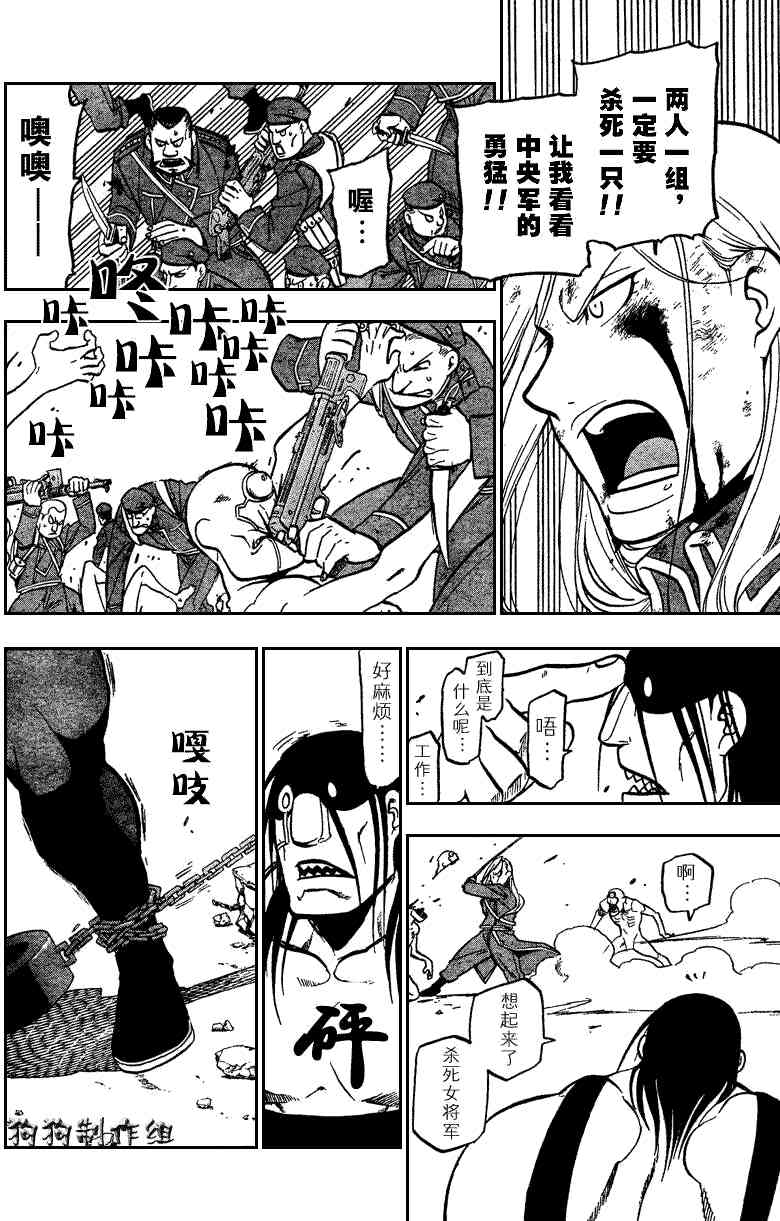 两人一组，
一定要
杀死一只!!
让我看看
中央军的
勇猛!!
喔…
噢噢——
咚
咔
咔
咔
咔
咔
咔
咔
咔
咔
唔…
到底是
什么呢…
工作…
啊…
想起来了
杀死女将军
好麻烦……
砰
嘎吱
狗狗制作组